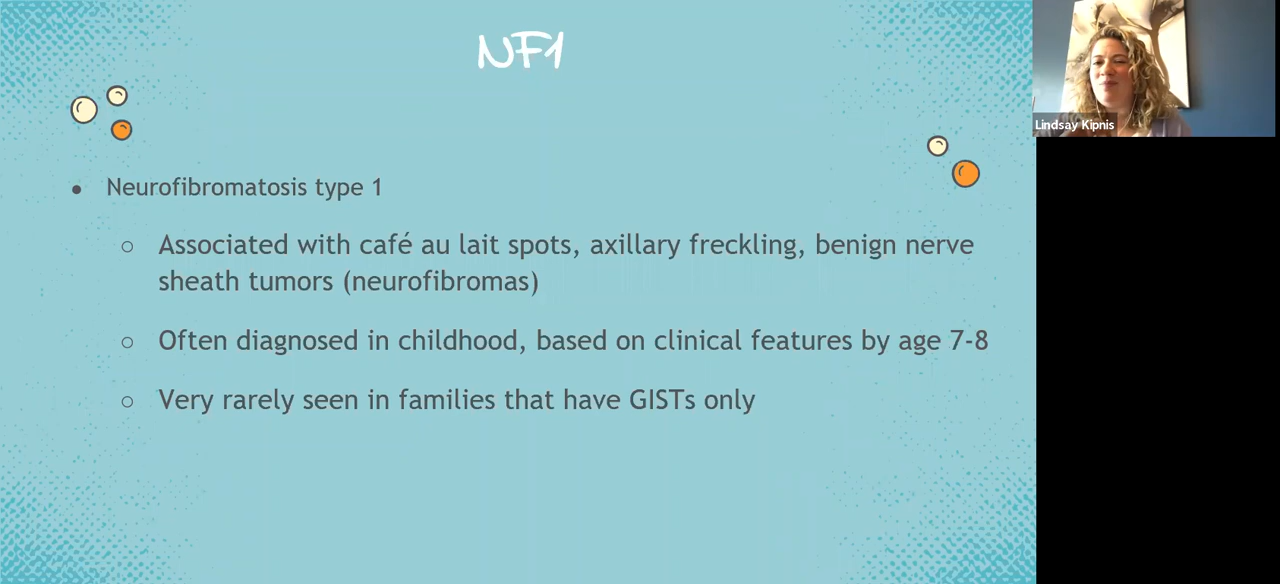 NF1
Lindsay Kipnis
● Neurofibromatosis type 1
○ Associated with café au lait spots, axillary freckling, benign nerve
sheath tumors (neurofibromas)
○ Often diagnosed in childhood, based on clinical features by age 7-8
○ Very rarely seen in families that have GISTs only